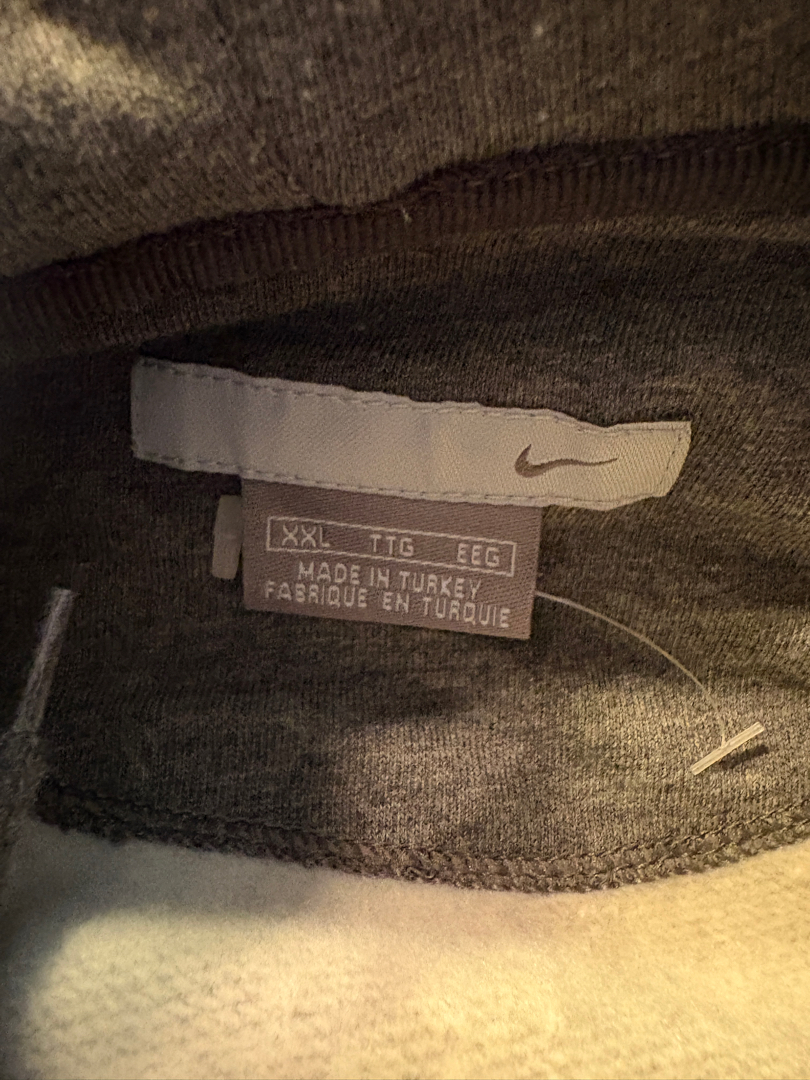 XXL TTG EEG
MADE IN TURKEY
FABRIQUE EN TURQUIE